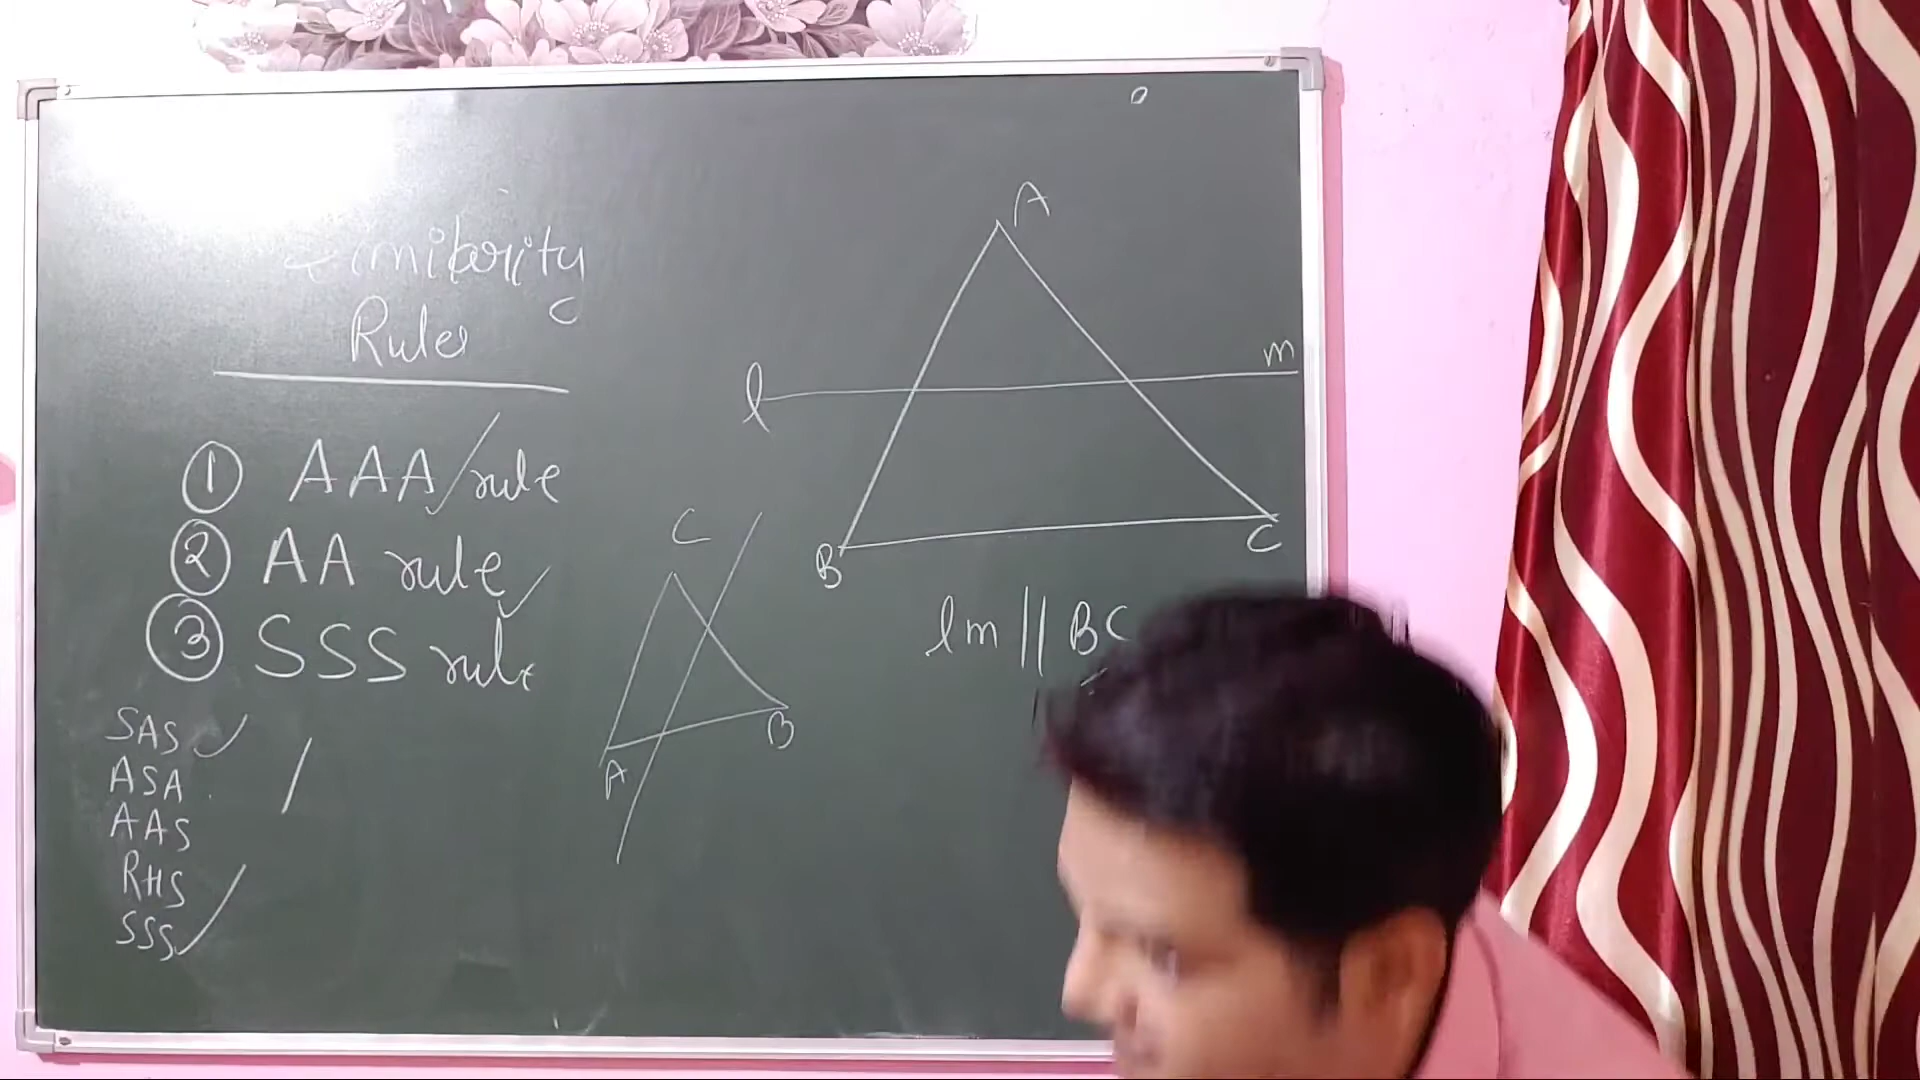 Similarity
Rules
① AAA rule
② AA rule
③ SSS rule
SAS
ASA
AAS
RHS
SSS
C
A
B
A
l
m
B
C
lm || BC